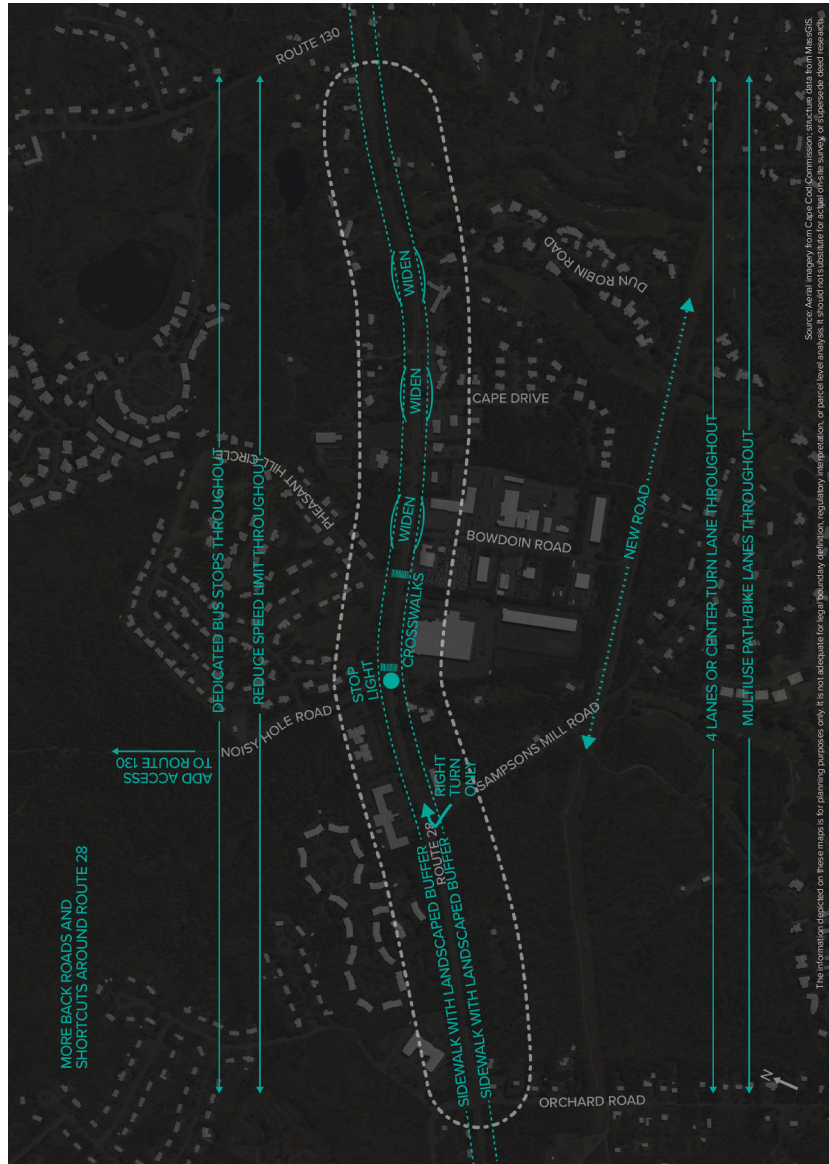 ROUTE 130
WIDEN
DUN ROBIN ROAD
WIDEN
CAPE DRIVE
PHEASANT HILL CIRCLE
WIDEN
BOWDOIN ROAD
NEW ROAD
DEDICATED BUS STOPS THROUGHOUT
REDUCE SPEED LIMIT THROUGHOUT
4 LANES OR CENTER TURN LANE THROUGHOUT
MULTIUSE PATH/BIKE LANES THROUGHOUT
CROSSWALKS
STOP
LIGHT
NOISY HOLE ROAD
ADD ACCESS
TO ROUTE 130
SAMPSONS MILL ROAD
RIGHT
TURN
ONLY
ROUTE 28
SIDEWALK WITH LANDSCAPED BUFFER
SIDEWALK WITH LANDSCAPED BUFFER
MORE BACK ROADS AND
SHORTCUTS AROUND ROUTE 28
ORCHARD ROAD
N
Source: Aerial imagery from Cape Cod Commission; structure data from MassGIS.
The information depicted on these maps is for planning purposes only. It is not adequate for legal boundary definition, regulatory interpretation, or parcel level analysis. It should not substitute for actual on-site survey, or supersede deed research.